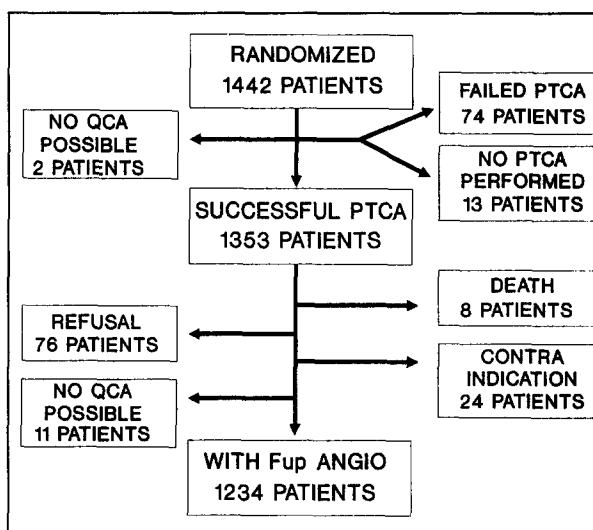 RANDOMIZED
1442 PATIENTS
FAILED PTCA
74 PATIENTS
NO QCA
POSSIBLE
2 PATIENTS
NO PTCA
PERFORMED
13 PATIENTS
SUCCESSFUL PTCA
1353 PATIENTS
DEATH
8 PATIENTS
REFUSAL
76 PATIENTS
CONTRA
INDICATION
24 PATIENTS
NO QCA
POSSIBLE
11 PATIENTS
WITH Fup ANGIO
1234 PATIENTS